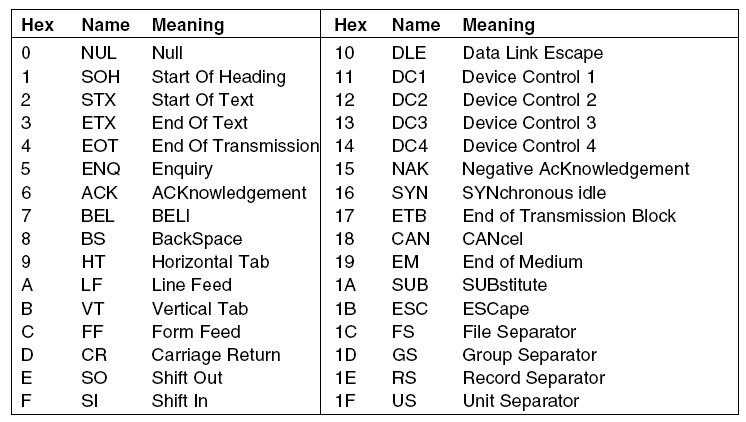 Hex Name Meaning Hex Name Meaning
0 NUL Null 10 DLE Data Link Escape
1 SOH Start Of Heading 11 DC1 Device Control 1
2 STX Start Of Text 12 DC2 Device Control 2
3 ETX End Of Text 13 DC3 Device Control 3
4 EOT End Of Transmission 14 DC4 Device Control 4
5 ENQ Enquiry 15 NAK Negative AcKnowledgement
6 ACK ACKnowledgement 16 SYN SYNchronous idle
7 BEL BELl 17 ETB End of Transmission Block
8 BS BackSpace 18 CAN CANcel
9 HT Horizontal Tab 19 EM End of Medium
A LF Line Feed 1A SUB SUBstitute
B VT Vertical Tab 1B ESC ESCape
C FF Form Feed 1C FS File Separator
D CR Carriage Return 1D GS Group Separator
E SO Shift Out 1E RS Record Separator
F SI Shift In 1F US Unit Separator